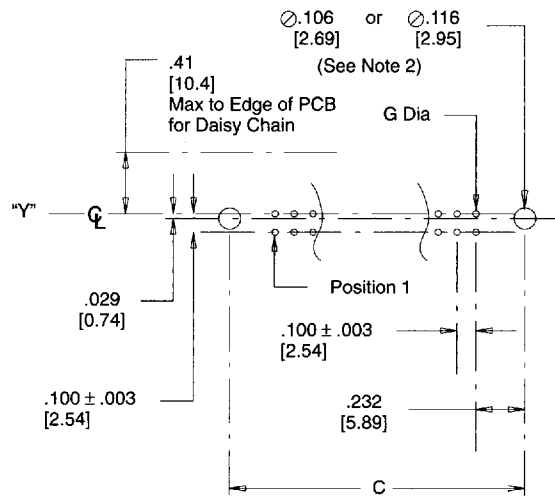 ∅.106 or ∅.116
[2.69] [2.95]
(See Note 2)
.41
[10.4]
Max to Edge of PCB
for Daisy Chain
G Dia
"Y" ℄
Position 1
.029
[0.74]
.100 ± .003
[2.54]
.100 ± .003
[2.54]
.232
[5.89]
C